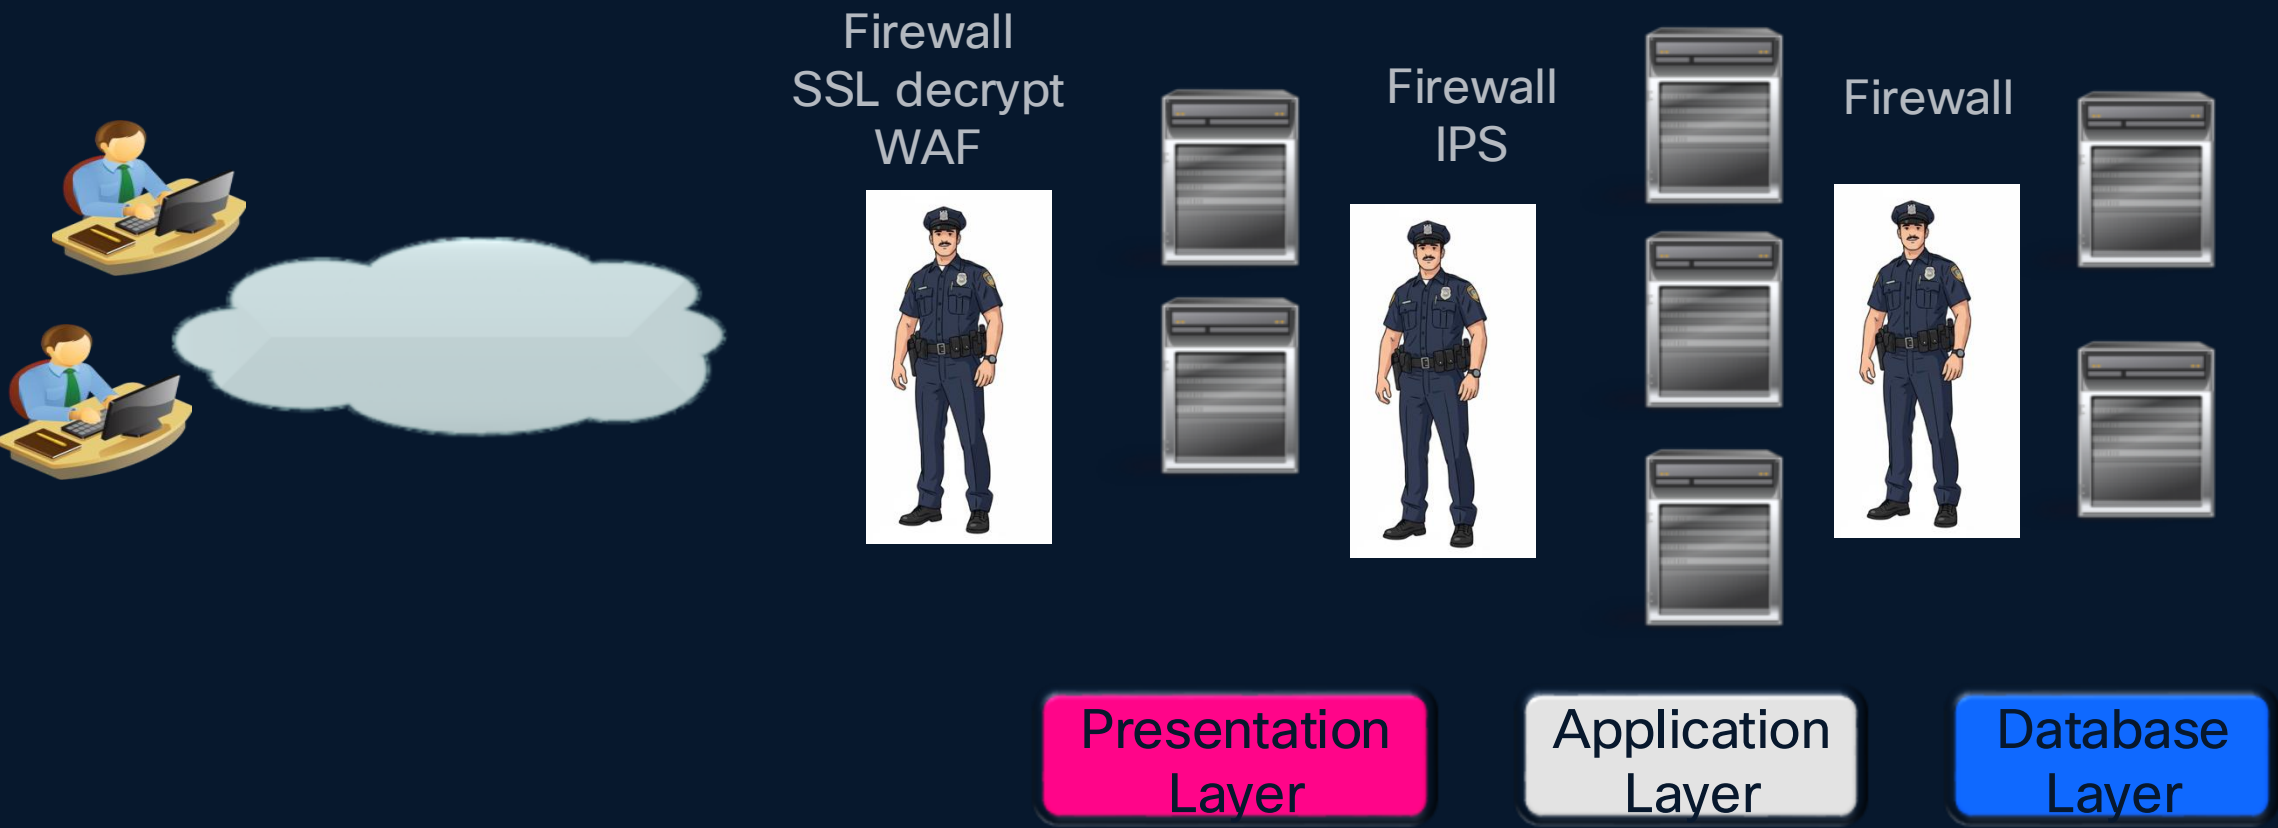 Firewall
SSL decrypt
WAF
Firewall
IPS
Firewall
Presentation
Layer
Application
Layer
Database
Layer